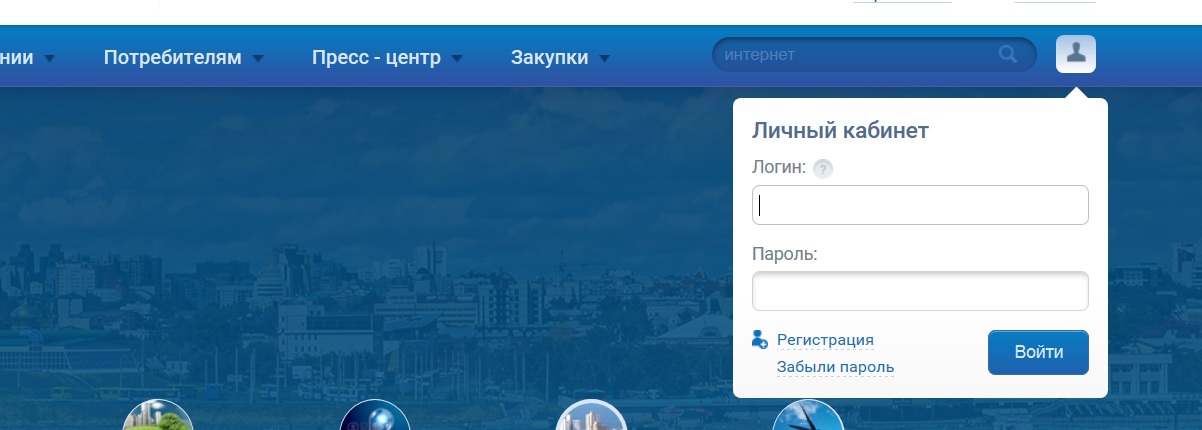 нии
Потребителям
Пресс - центр
Закупки
интернет
Личный кабинет
Логин: ?
Пароль:
Регистрация
Войти
Забыли пароль